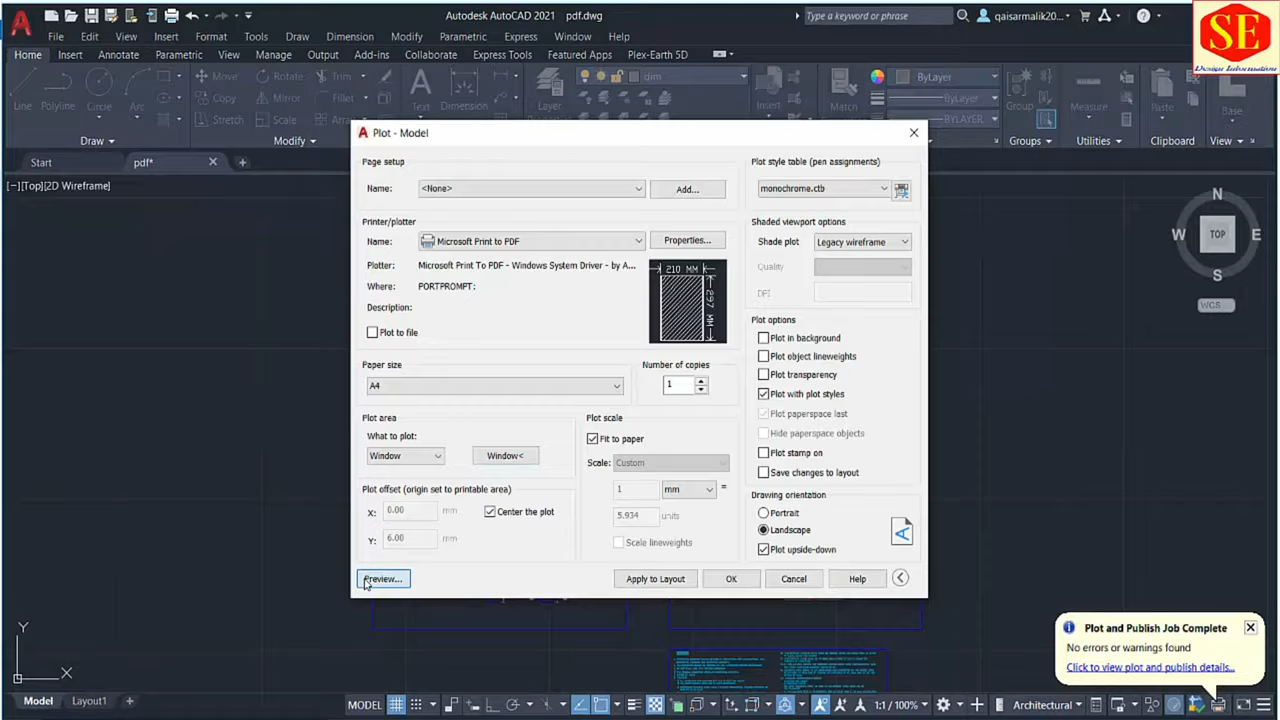 Autodesk AutoCAD 2021 pdf.dwg
Type a keyword or phrase
qaisarmalik20...
SE
Design Information
File Edit View Insert Format Tools Draw Dimension Modify Parametric Express Window Help
Home Insert Annotate Parametric View Manage Output Add-ins Collaborate Express Tools Featured Apps Plex-Earth 5D
Line Polyline Circle Arc
Move Rotate Trim
Copy Mirror Fillet
Stretch Scale
Text Dimension
Layer
dim
Insert
Match
ByLayer
ByLayer
BYLAYER
Group
Measure
Paste
Base
Draw
Modify
Groups
Utilities
Clipboard
View
Start
pdf*
[−][Top][2D Wireframe]
N
W TOP E
S
WCS
Plot - Model
Page setup
Name: <None>
Add...
Printer/plotter
Name: Microsoft Print to PDF
Properties...
Plotter: Microsoft Print To PDF - Windows System Driver - by A...
Where: PORTPROMPT:
Description:
Plot to file
210 MM
297 MM
Paper size
A4
Number of copies
1
Plot area
What to plot:
Window
Window<
Plot offset (origin set to printable area)
X: 0.00 mm
Center the plot
Y: 6.00 mm
Plot scale
Fit to paper
Scale: Custom
1 mm =
5.934 units
Scale lineweights
Plot style table (pen assignments)
monochrome.ctb
Shaded viewport options
Shade plot Legacy wireframe
Quality
DPI
Plot options
Plot in background
Plot object lineweights
Plot transparency
Plot with plot styles
Plot paperspace last
Hide paperspace objects
Plot stamp on
Save changes to layout
Drawing orientation
Portrait
Landscape
A
Plot upside-down
Preview...
Apply to Layout
OK
Cancel
Help
Plot and Publish Job Complete
No errors or warnings found
Click to view plot and publish details...
Y
X
Model
MODEL
1:1 / 100%
Architectural